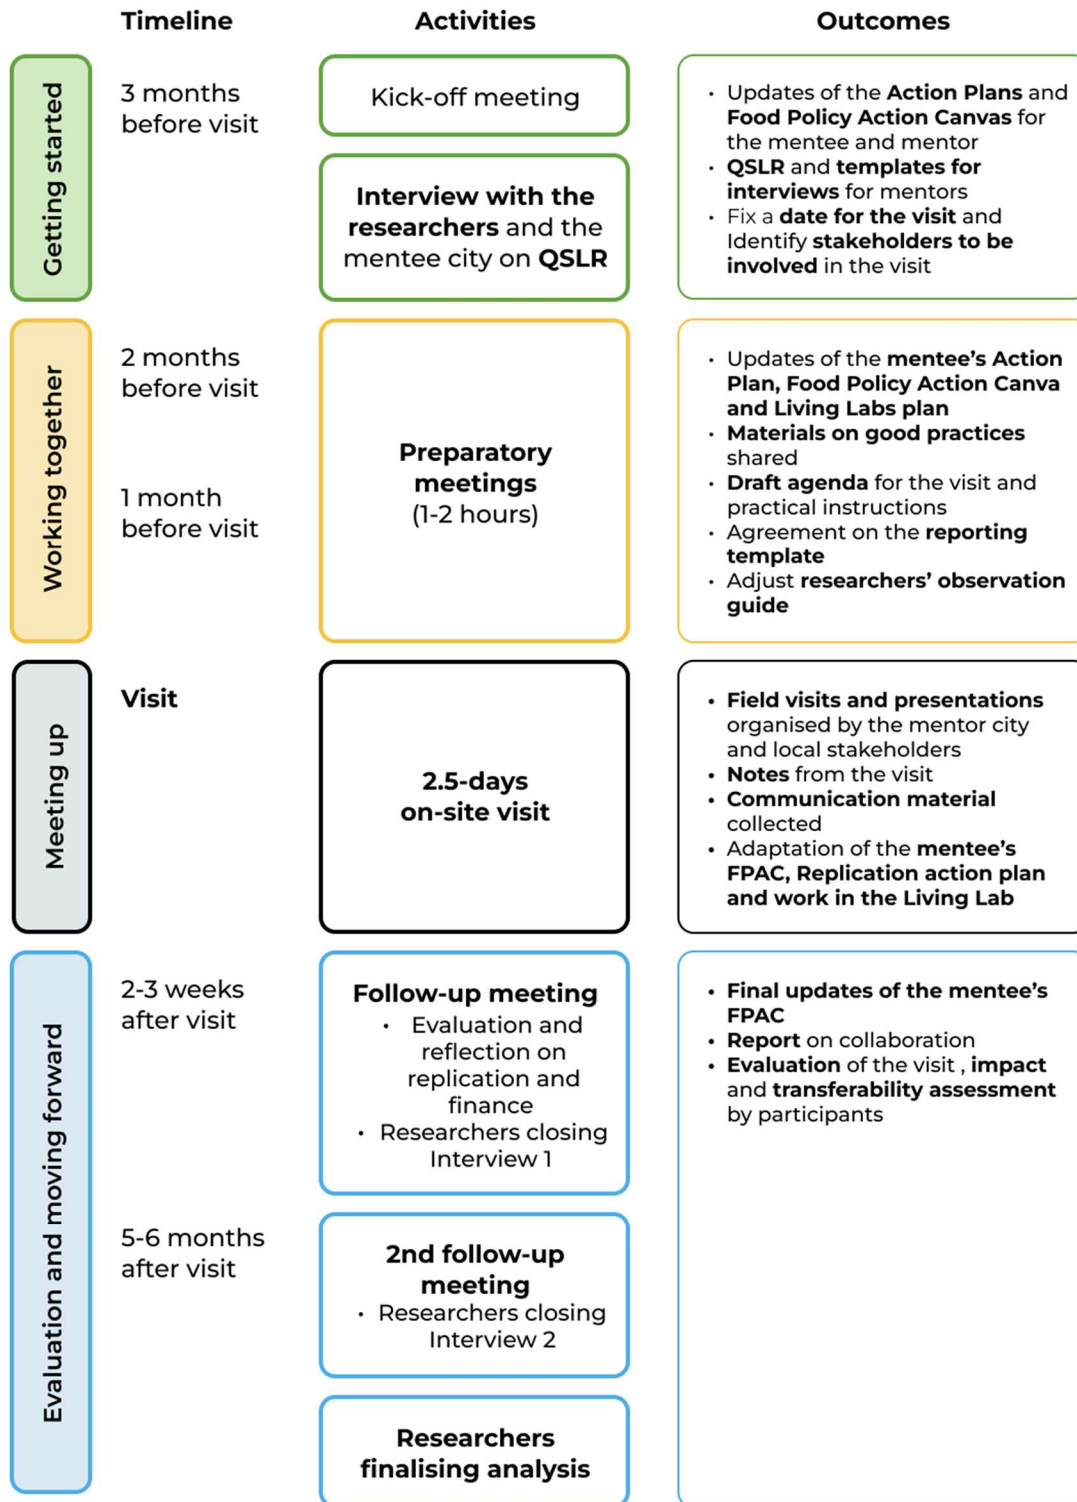 Timeline
Activities
Outcomes
Getting started
3 months
before visit
Kick-off meeting
Interview with the
researchers and the
mentee city on QSLR
• Updates of the Action Plans and
Food Policy Action Canvas for
the mentee and mentor
• QSLR and templates for
interviews for mentors
• Fix a date for the visit and
Identify stakeholders to be
involved in the visit
Working together
2 months
before visit
1 month
before visit
Preparatory
meetings
(1-2 hours)
• Updates of the mentee’s Action
Plan, Food Policy Action Canva
and Living Labs plan
• Materials on good practices
shared
• Draft agenda for the visit and
practical instructions
• Agreement on the reporting
template
• Adjust researchers’ observation
guide
Meeting up
Visit
2.5-days
on-site visit
• Field visits and presentations
organised by the mentor city
and local stakeholders
• Notes from the visit
• Communication material
collected
• Adaptation of the mentee’s
FPAC, Replication action plan
and work in the Living Lab
Evaluation and moving forward
2-3 weeks
after visit
Follow-up meeting
• Evaluation and
reflection on
replication and
finance
• Researchers closing
Interview 1
5-6 months
after visit
2nd follow-up
meeting
• Researchers closing
Interview 2
Researchers
finalising analysis
• Final updates of the mentee’s
FPAC
• Report on collaboration
• Evaluation of the visit , impact
and transferability assessment
by participants